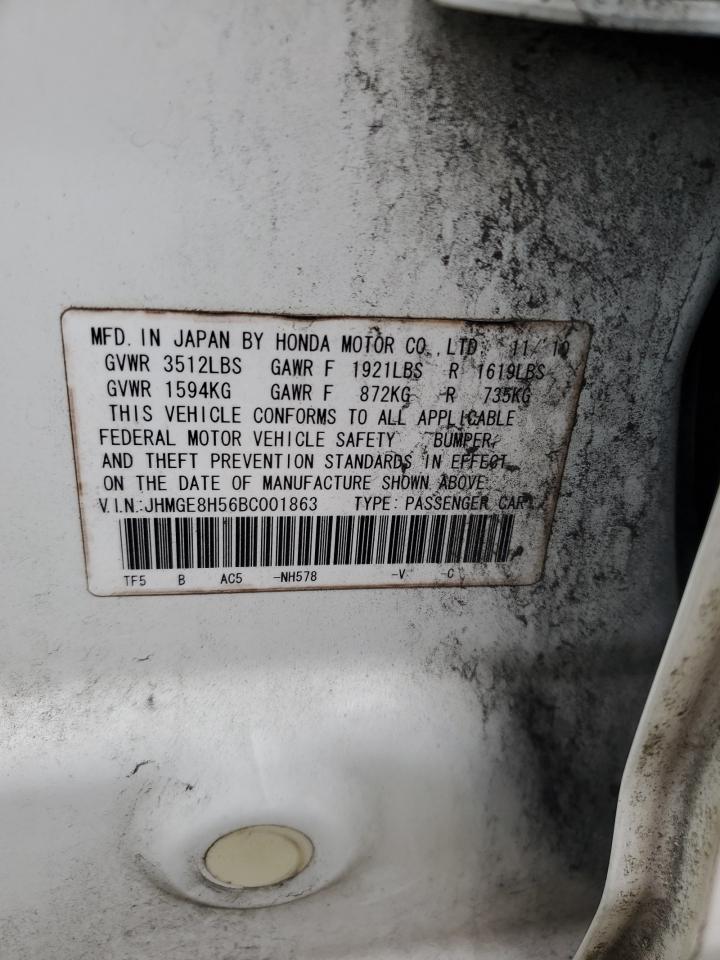 MFD. IN JAPAN BY HONDA MOTOR CO., LTD. 11/'10
GVWR 3512LBS GAWR F 1921LBS R 1619LBS
GVWR 1594KG GAWR F 872KG R 735KG
THIS VEHICLE CONFORMS TO ALL APPLICABLE
FEDERAL MOTOR VEHICLE SAFETY, BUMPER,
AND THEFT PREVENTION STANDARDS IN EFFECT
ON THE DATE OF MANUFACTURE SHOWN ABOVE.
V.I.N.:JHMGE8H56BC001863 TYPE: PASSENGER CAR
TF5 B AC5 -NH578 -V -C